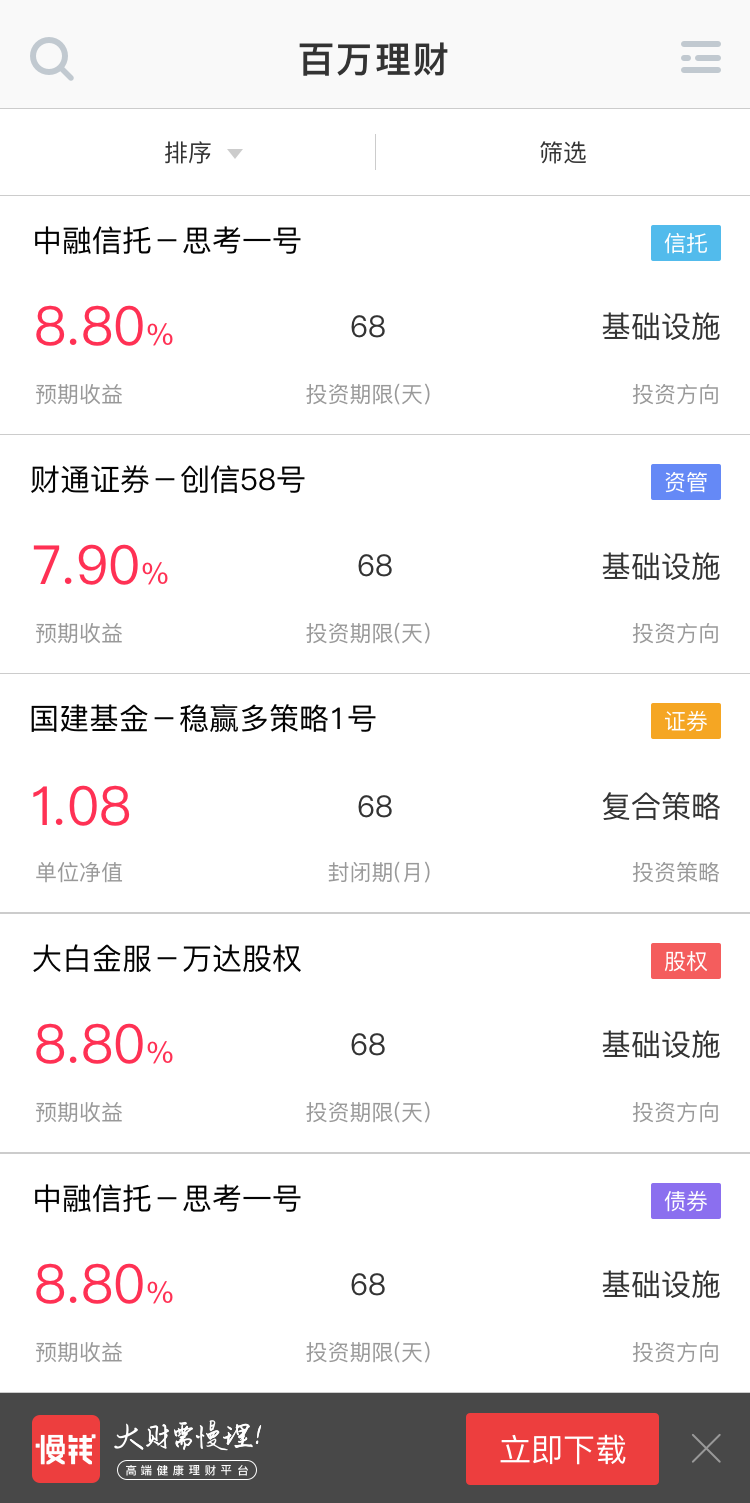 百万理财
排序 筛选
中融信托－思考一号 信托
8.80% 68 基础设施
预期收益 投资期限(天) 投资方向
财通证券－创信58号 资管
7.90% 68 基础设施
预期收益 投资期限(天) 投资方向
国建基金－稳赢多策略1号 证券
1.08 68 复合策略
单位净值 封闭期(月) 投资策略
大白金服－万达股权 股权
8.80% 68 基础设施
预期收益 投资期限(天) 投资方向
中融信托－思考一号 债券
8.80% 68 基础设施
预期收益 投资期限(天) 投资方向
慢钱 大财需慢理! 立即下载
高端健康理财平台